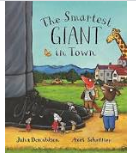 The Smartest
GIANT
in Town
Julia Donaldson Axel Scheffler